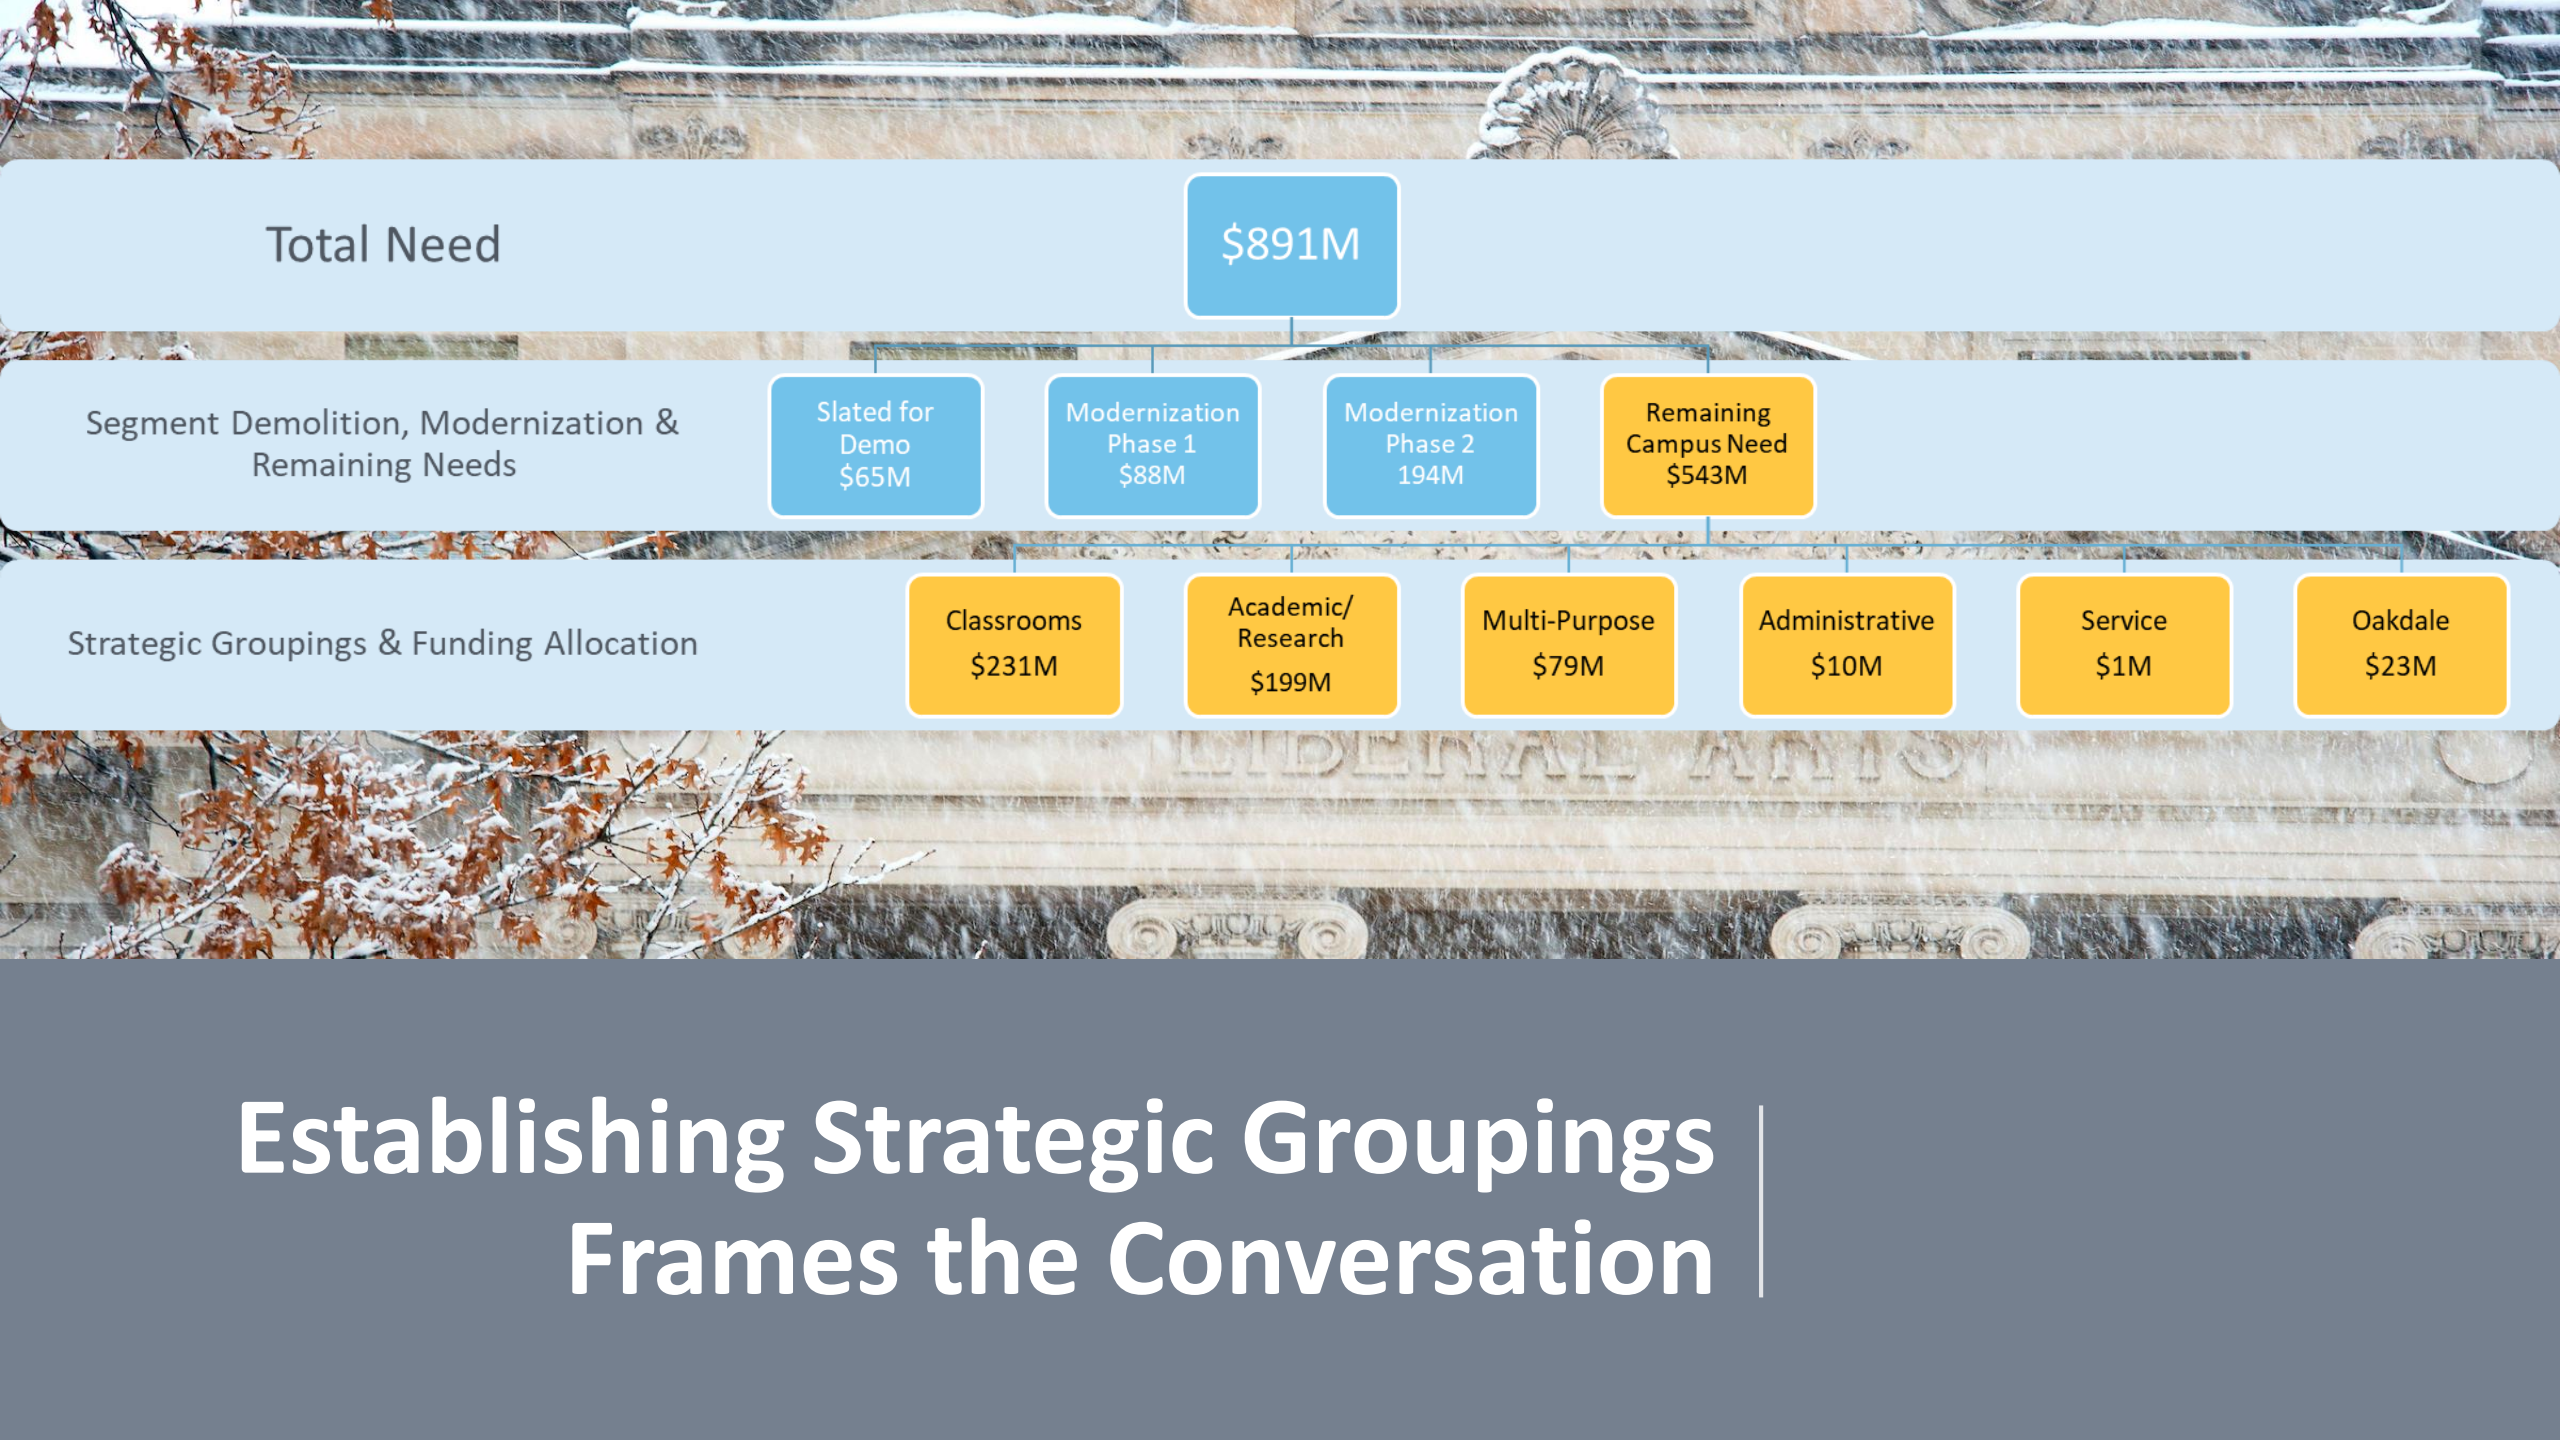 Total Need
$891M
Segment Demolition, Modernization &
Remaining Needs
Slated for
Demo
$65M
Modernization
Phase 1
$88M
Modernization
Phase 2
194M
Remaining
Campus Need
$543M
Strategic Groupings & Funding Allocation
Classrooms
$231M
Academic/
Research
$199M
Multi-Purpose
$79M
Administrative
$10M
Service
$1M
Oakdale
$23M
LIBERAL ARTS
Establishing Strategic Groupings
Frames the Conversation